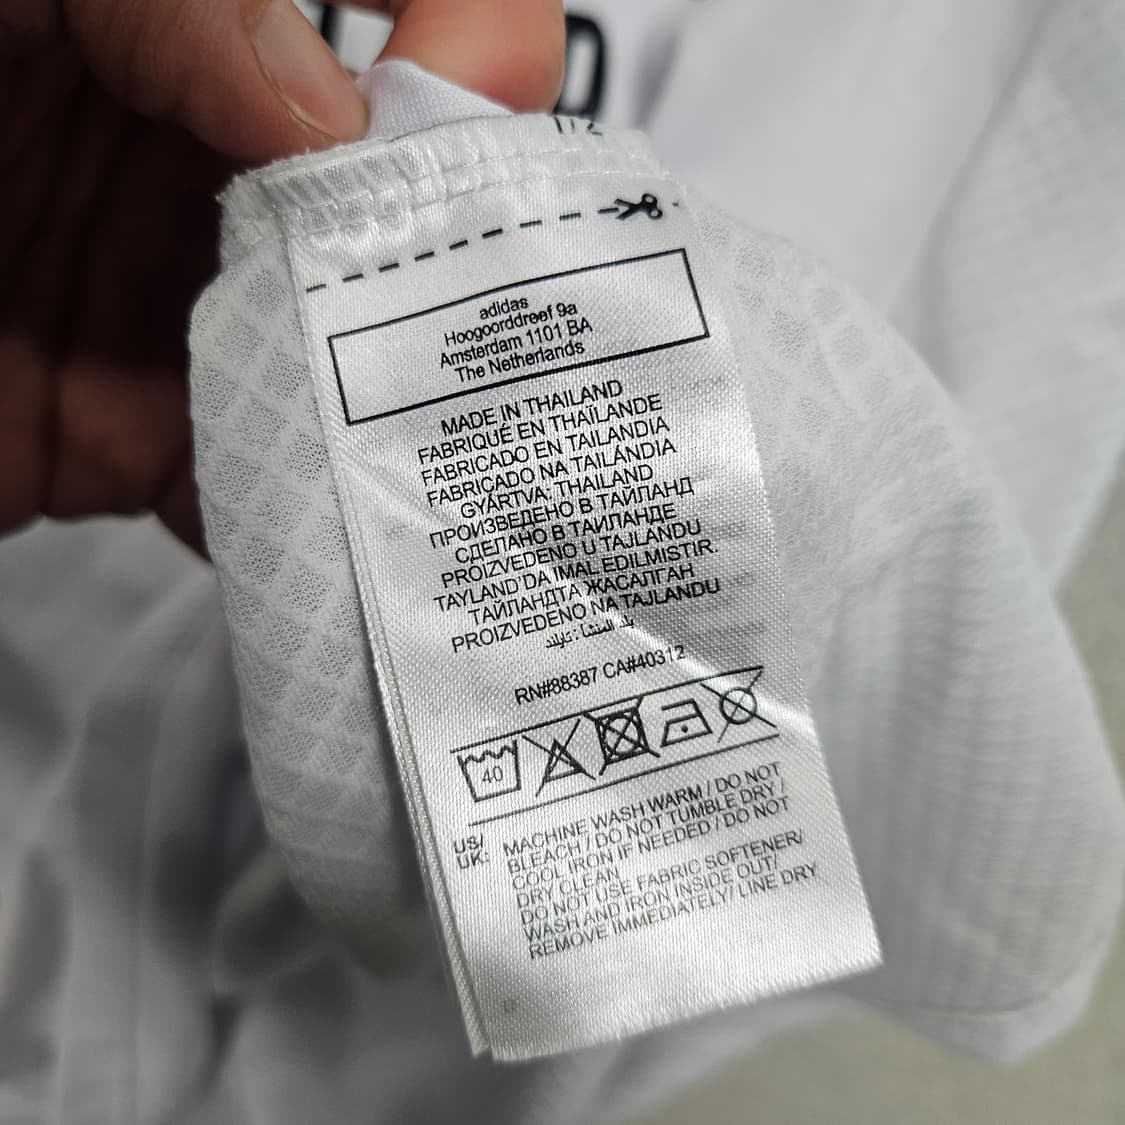 1/2
adidas
Hoogoorddreef 9a
Amsterdam 1101 BA
The Netherlands
MADE IN THAILAND
FABRIQUÉ EN THAÏLANDE
FABRICADO EN TAILANDIA
FABRICADO NA TAILÂNDIA
GYÁRTVA: THAILAND
ПРОИЗВЕДЕНО В ТАЙЛАНД
СДЕЛАНО В ТАИЛАНДЕ
PROIZVEDENO U TAJLANDU
TAYLAND'DA IMAL EDILMISTIR.
ТАЙЛАНДТА ЖАСАЛҒАН
PROIZVEDENO NA TAJLANDU
بلد المنشأ: تايلند
RN#88387 CA#40312
40
US/
UK:
MACHINE WASH WARM / DO NOT
BLEACH / DO NOT TUMBLE DRY /
COOL IRON IF NEEDED / DO NOT
DRY CLEAN
DO NOT USE FABRIC SOFTENER/
WASH AND IRON INSIDE OUT/
REMOVE IMMEDIATELY/ LINE DRY